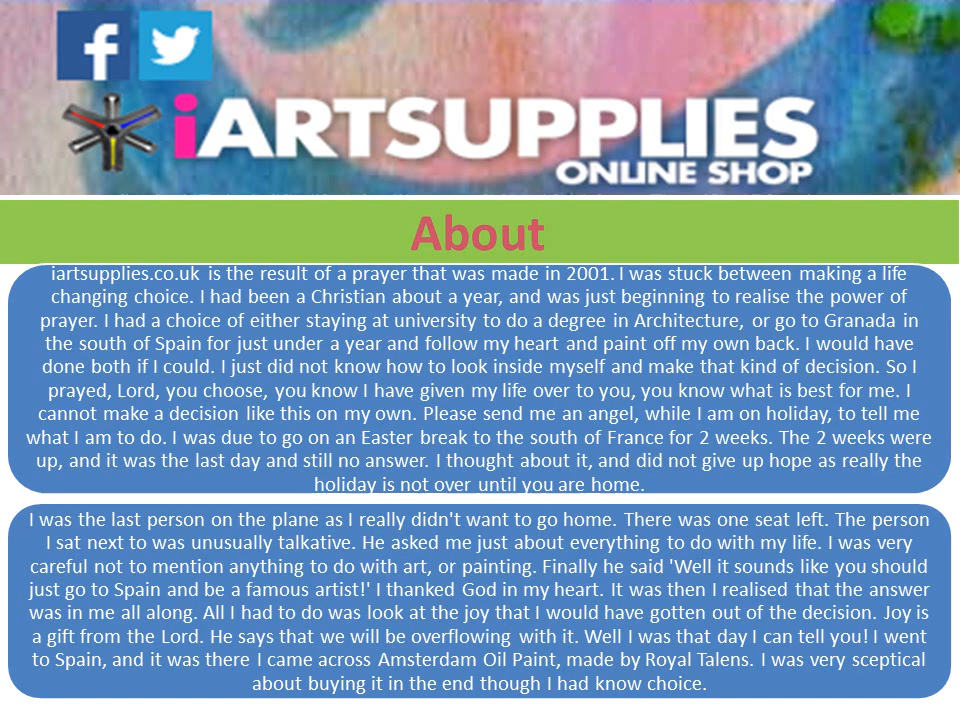 iARTSUPPLIES
ONLINE SHOP
About
iartsupplies.co.uk is the result of a prayer that was made in 2001. I was stuck between making a life
changing choice. I had been a Christian about a year, and was just beginning to realise the power of
prayer. I had a choice of either staying at university to do a degree in Architecture, or go to Granada in
the south of Spain for just under a year and follow my heart and paint off my own back. I would have
done both if I could. I just did not know how to look inside myself and make that kind of decision. So I
prayed, Lord, you choose, you know I have given my life over to you, you know what is best for me. I
cannot make a decision like this on my own. Please send me an angel, while I am on holiday, to tell me
what I am to do. I was due to go on an Easter break to the south of France for 2 weeks. The 2 weeks were
up, and it was the last day and still no answer. I thought about it, and did not give up hope as really the
holiday is not over until you are home.
I was the last person on the plane as I really didn't want to go home. There was one seat left. The person
I sat next to was unusually talkative. He asked me just about everything to do with my life. I was very
careful not to mention anything to do with art, or painting. Finally he said 'Well it sounds like you should
just go to Spain and be a famous artist!' I thanked God in my heart. It was then I realised that the answer
was in me all along. All I had to do was look at the joy that I would have gotten out of the decision. Joy is
a gift from the Lord. He says that we will be overflowing with it. Well I was that day I can tell you! I went
to Spain, and it was there I came across Amsterdam Oil Paint, made by Royal Talens. I was very sceptical
about buying it in the end though I had know choice.